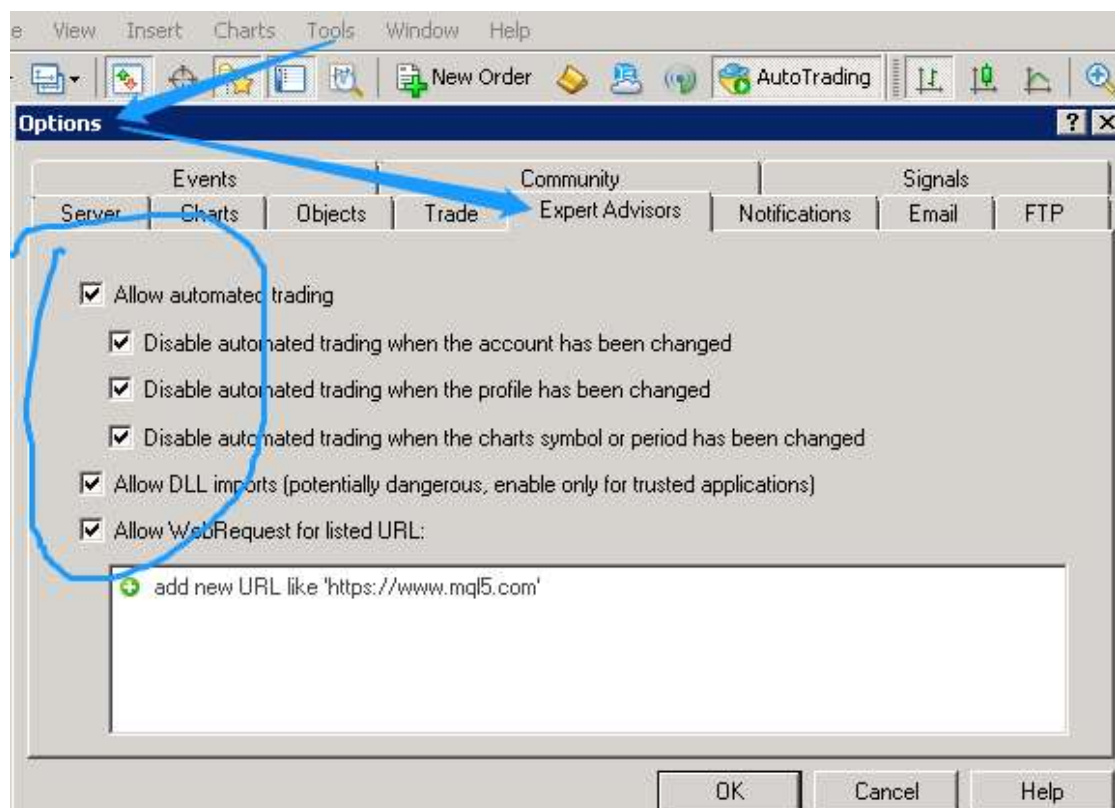 e View Insert Charts Tools Window Help
New Order AutoTrading
Options ? X
Events Community Signals
Server Charts Objects Trade Expert Advisors Notifications Email FTP
Allow automated trading
Disable automated trading when the account has been changed
Disable automated trading when the profile has been changed
Disable automated trading when the charts symbol or period has been changed
Allow DLL imports (potentially dangerous, enable only for trusted applications)
Allow WebRequest for listed URL:
add new URL like 'https://www.mql5.com'
OK Cancel Help